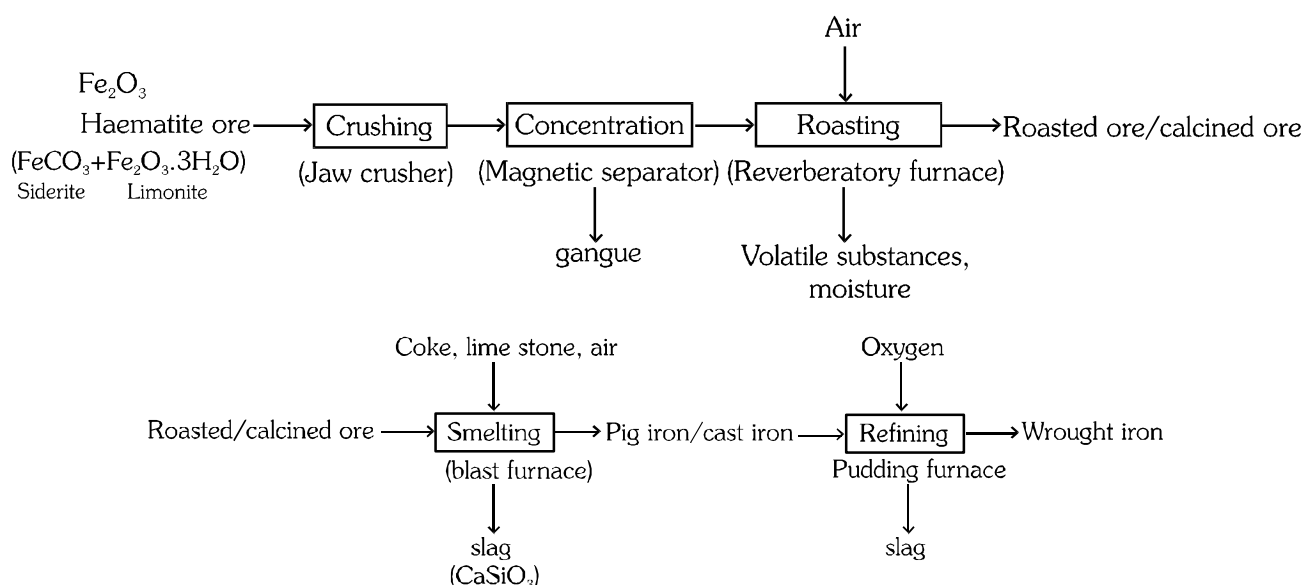 Air
Fe₂O₃
Haematite ore
Crushing
Concentration
Roasting
Roasted ore/calcined ore
(FeCO₃+Fe₂O₃.3H₂O)
Siderite Limonite
(Jaw crusher)
(Magnetic separator)
(Reverberatory furnace)
gangue
Volatile substances,
moisture
Coke, lime stone, air
Oxygen
Roasted/calcined ore
Smelting
Pig iron/cast iron
Refining
Wrought iron
(blast furnace)
Pudding furnace
slag
(CaSiO₃)
slag